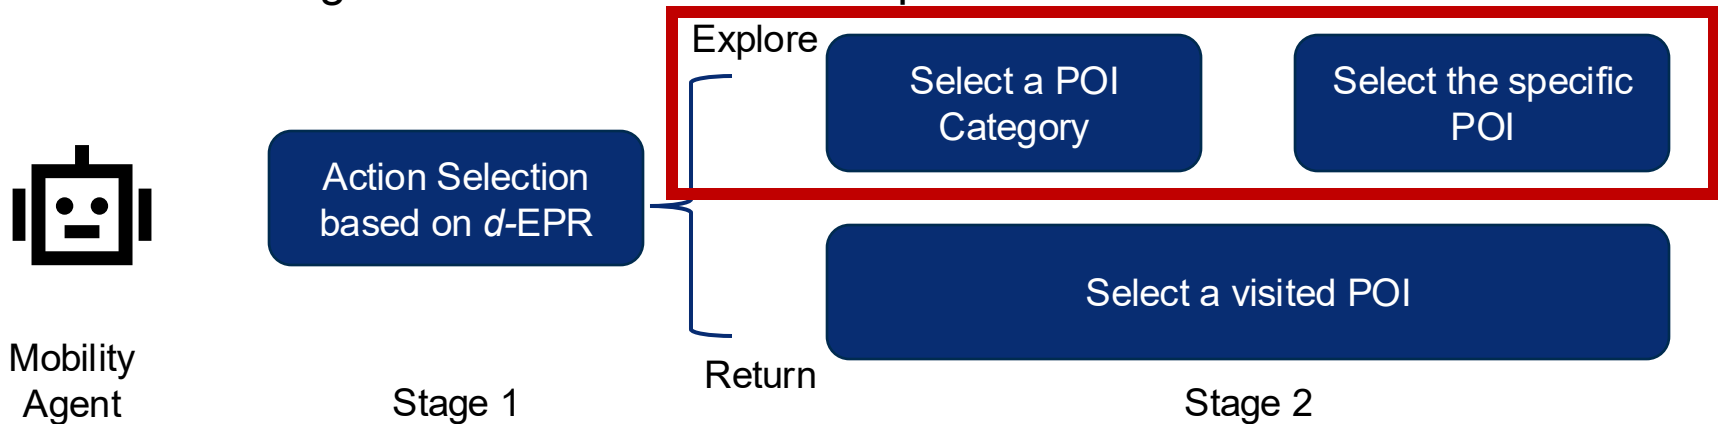 Explore
Select a POI
Category
Select the specific
POI
Action Selection
based on d-EPR
Select a visited POI
Return
Mobility
Agent
Stage 1
Stage 2